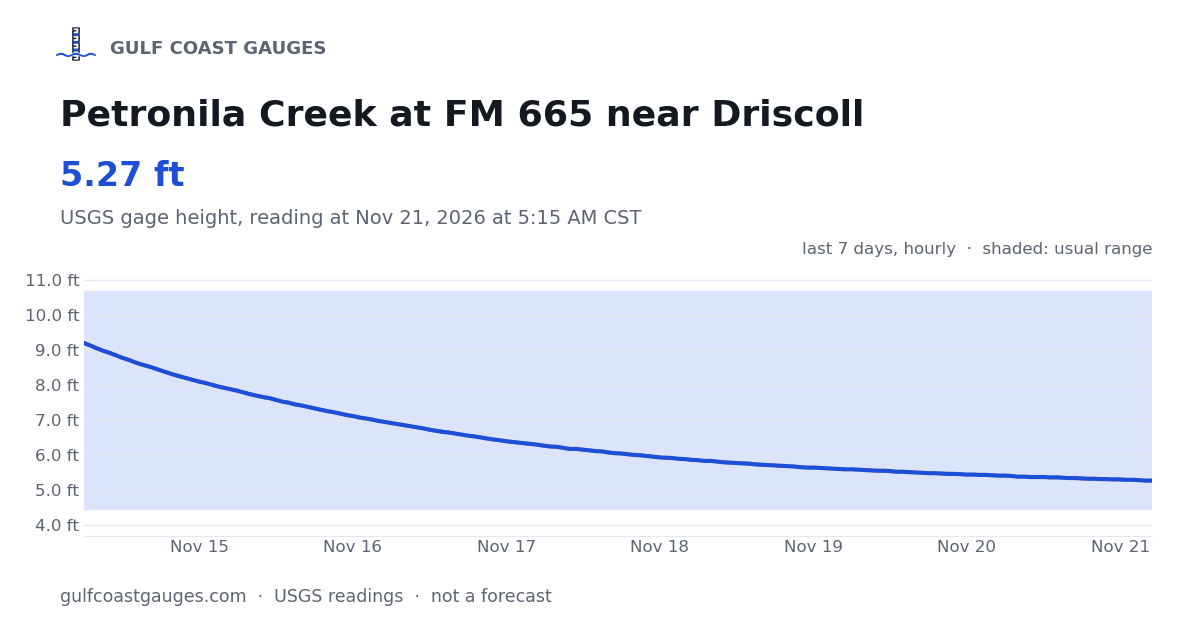 GULF COAST GAUGES
Petronila Creek at FM 665 near Driscoll
5.27 ft
USGS gage height, reading at Nov 21, 2026 at 5:15 AM CST
last 7 days, hourly · shaded: usual range
11.0 ft
10.0 ft
9.0 ft
8.0 ft
7.0 ft
6.0 ft
5.0 ft
4.0 ft
Nov 15 Nov 16 Nov 17 Nov 18 Nov 19 Nov 20 Nov 21
gulfcoastgauges.com · USGS readings · not a forecast